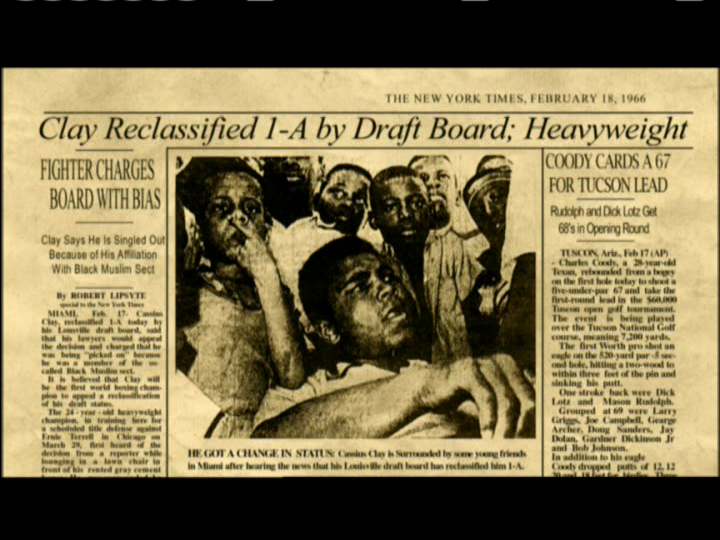 THE NEW YORK TIMES, FEBRUARY 18, 1966
Clay Reclassified 1-A by Draft Board; Heavyweight
FIGHTER CHARGES
BOARD WITH BIAS
Clay Says He Is Singled Out
Because of His Affiliation
With Black Muslim Sect
By ROBERT LIPSYTE
special to the New York Times
MIAMI, Feb. 17. Cassius
Clay, reclassified 1-A today by
his Louisville draft board, said
that his lawyers would appeal
the decision and charged that he
was being "picked on" because
he was a member of the so-
called Black Muslim sect.
It is believed that Clay will
be the first world boxing cham-
pion to appeal a reclassification
of his draft status.
The 24 - year - old heavyweight
champion, in training here for
a scheduled title defense against
Ernie Terrell in Chicago on
March 29, first heard of the
decision from a reporter while
lounging in a lawn chair in
front of his rented gray cement
HE GOT A CHANGE IN STATUS: Cassius Clay is Surrounded by some young friends
in Miami after hearing the news that his Louisville draft board has reclassified him 1-A.
COODY CARDS A 67
FOR TUCSON LEAD
Rudolph and Dick Lotz Get
68's in Opening Round
TUSCON, Ariz., Feb 17 (AP)
- Charles Coody, a 28-year-old
Texan, rebounded from a bogey
on the first hole today to shoot a
five-under-par 67 and take the
first-round lead in the $60,000
Tuscon open golf tournament.
The event is being played
over the Tucson National Golf
course, meaning 7,200 yards.
The first Worth pro shot an
eagle on the 520-yard par -5 sec-
ond hole, hitting a two-wood to
within three feet of the pin and
sinking his putt.
One stroke back were Dick
Lotz and Mason Rudolph.
Grouped at 69 were Larry
Griggs, Joe Campbell, Gearge
Archer, Doug Sanders, Jay
Dolan, Gardner Dickinson Jr
and Bob Johnson.
In addition to his eagle
Coody dropped putts of 12, 12